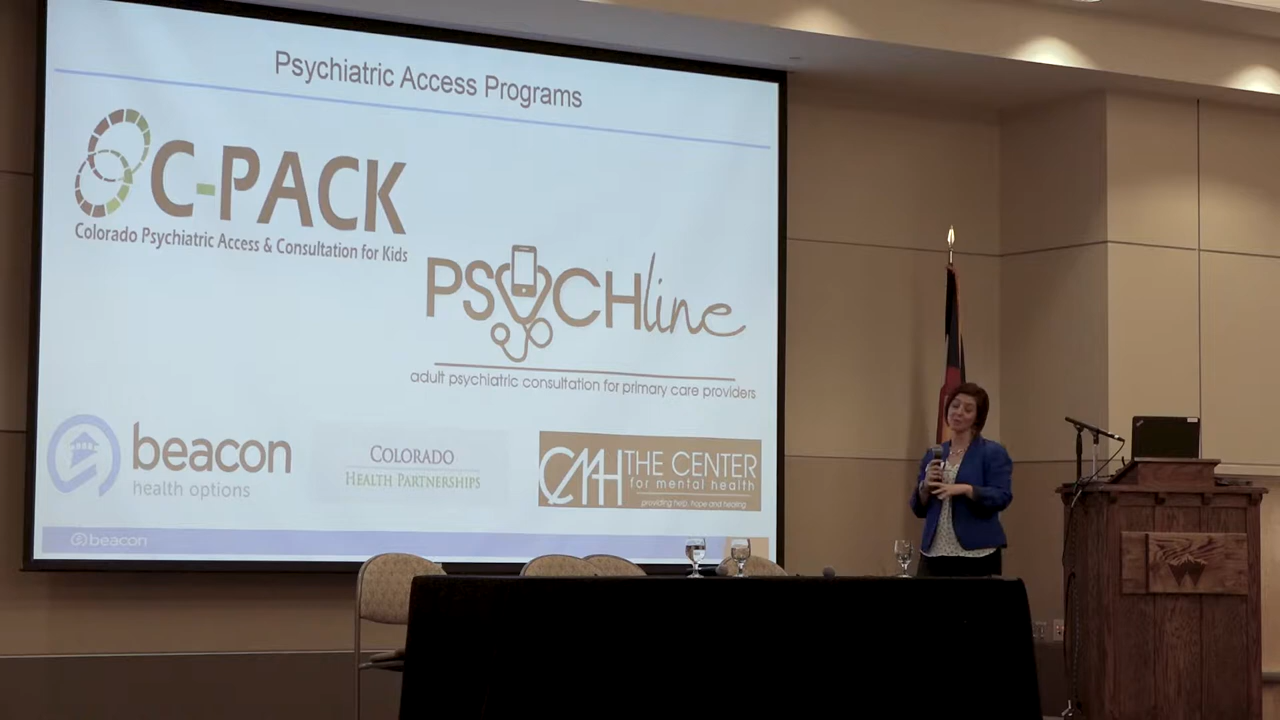 Psychiatric Access Programs
C-PACK
Colorado Psychiatric Access & Consultation for Kids
PSYCHline
adult psychiatric consultation for primary care providers
beacon
health options
COLORADO
HEALTH PARTNERSHIPS
CMH THE CENTER
for mental health
providing help, hope and healing
beacon